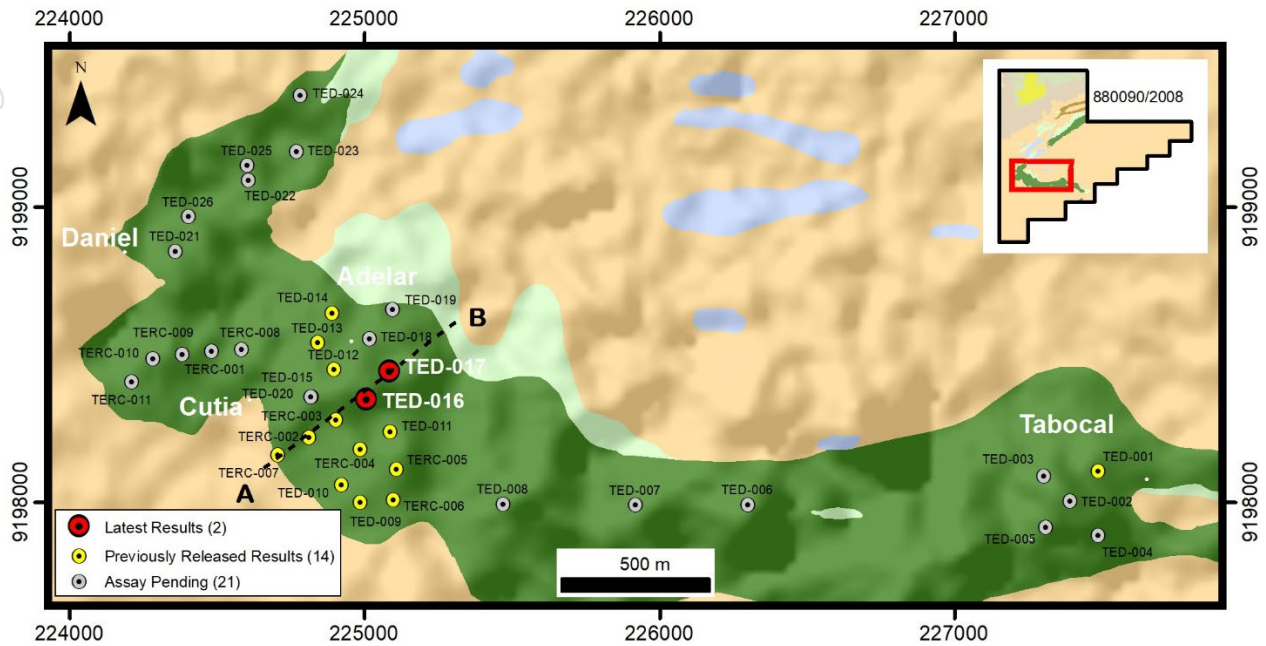 224000 225000 226000 227000
N
880090/2008
TED-024
TED-025 TED-023
TED-022
9199000 9199000
TED-026
Daniel TED-021
Adelar
TED-014 TED-019
TED-013 B
TERC-009 TERC-008 TED-012 TED-018
TERC-010 TERC-001 TED-017
TED-015
TERC-011 TED-020 TED-016
Cutia TERC-003 TED-011 Tabocal
TERC-002 TED-003 TED-001
TERC-007 TERC-004 TERC-005
A TED-010 TERC-006 TED-008 TED-007 TED-006 TED-002
9198000 9198000
TED-009 TED-005 TED-004
Latest Results (2)
Previously Released Results (14)
Assay Pending (21)
500 m
224000 225000 226000 227000